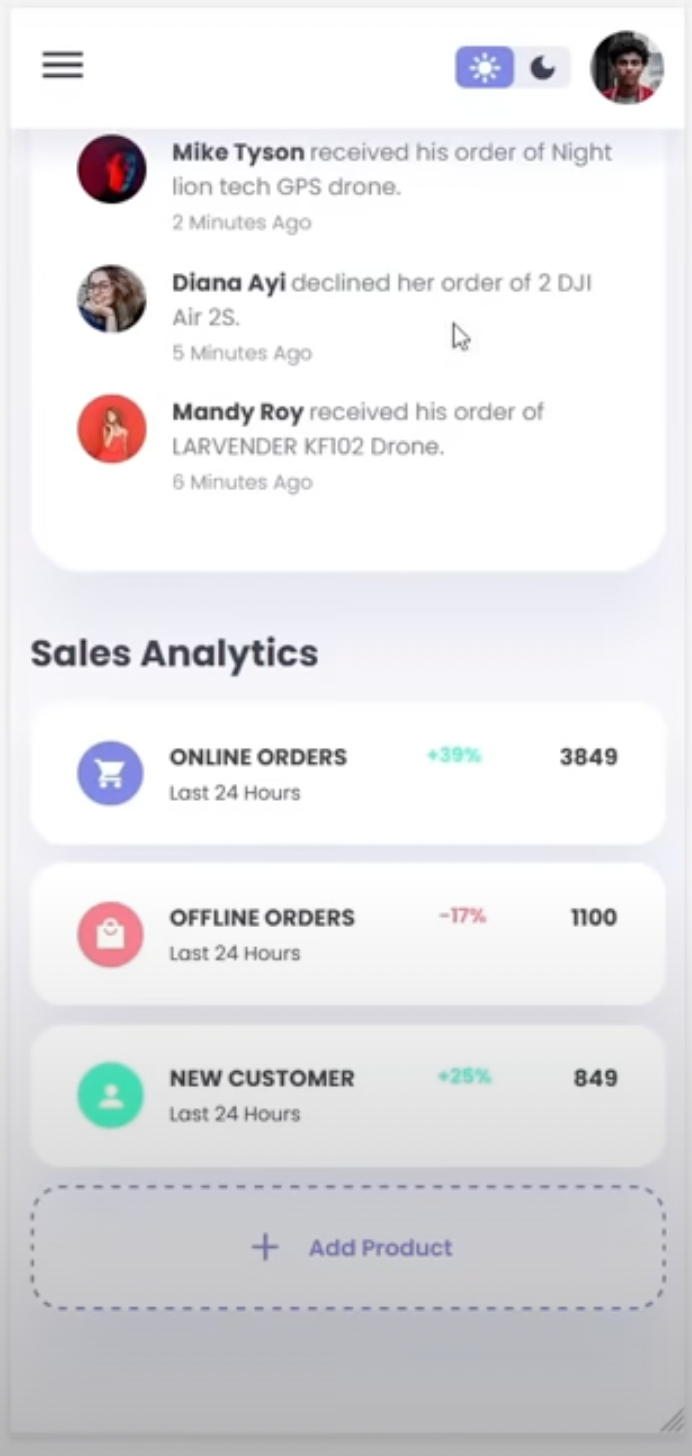 Mike Tyson received his order of Night
lion tech GPS drone.
2 Minutes Ago
Diana Ayi declined her order of 2 DJI
Air 2S.
5 Minutes Ago
Mandy Roy received his order of
LARVENDER KF102 Drone.
6 Minutes Ago
Sales Analytics
ONLINE ORDERS +39% 3849
Last 24 Hours
OFFLINE ORDERS -17% 1100
Last 24 Hours
NEW CUSTOMER +25% 849
Last 24 Hours
+ Add Product